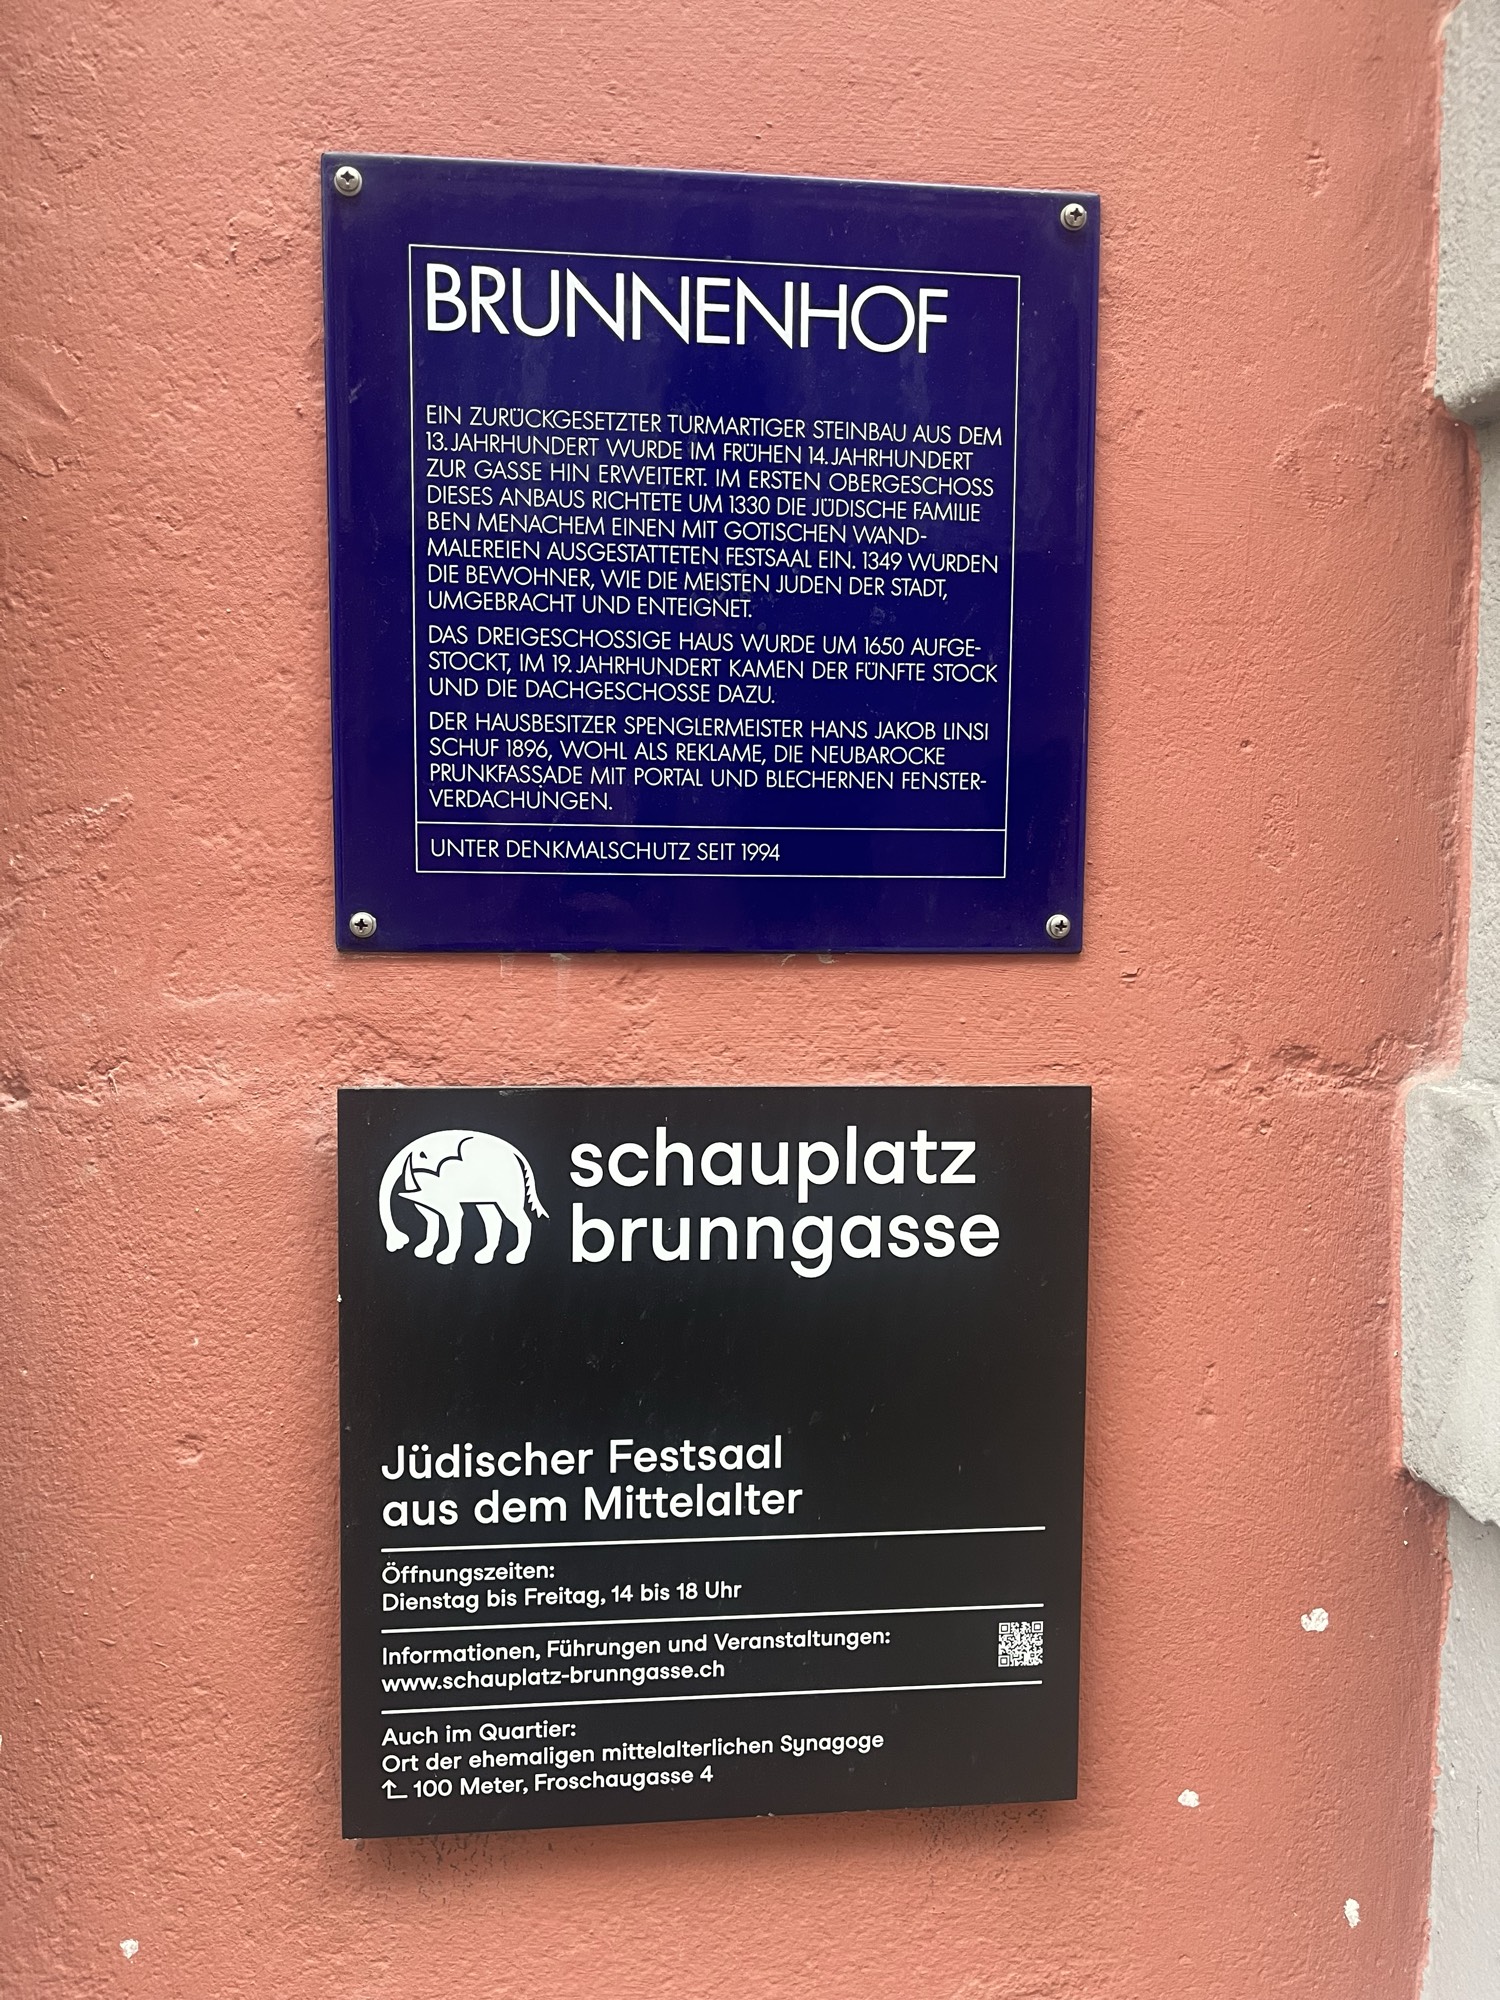 BRUNNENHOF
EIN ZURÜCKGESETZTER TURMARTIGER STEINBAU AUS DEM
13. JAHRHUNDERT WURDE IM FRÜHEN 14. JAHRHUNDERT
ZUR GASSE HIN ERWEITERT. IM ERSTEN OBERGESCHOSS
DIESES ANBAUS RICHTETE UM 1330 DIE JÜDISCHE FAMILIE
BEN MENACHEM EINEN MIT GOTISCHEN WAND-
MALEREIEN AUSGESTATTETEN FESTSAAL EIN. 1349 WURDEN
DIE BEWOHNER, WIE DIE MEISTEN JUDEN DER STADT,
UMGEBRACHT UND ENTEIGNET.
DAS DREIGESCHOSSIGE HAUS WURDE UM 1650 AUFGE-
STOCKT, IM 19. JAHRHUNDERT KAMEN DER FÜNFTE STOCK
UND DIE DACHGESCHOSSE DAZU.
DER HAUSBESITZER SPENGLERMEISTER HANS JAKOB LINSI
SCHUF 1896, WOHL ALS REKLAME, DIE NEUBAROCKE
PRUNKFASSADE MIT PORTAL UND BLECHERNEN FENSTER-
VERDACHUNGEN.
UNTER DENKMALSCHUTZ SEIT 1994
schauplatz
brunngasse
Jüdischer Festsaal
aus dem Mittelalter
Öffnungszeiten:
Dienstag bis Freitag, 14 bis 18 Uhr
Informationen, Führungen und Veranstaltungen:
www.schauplatz-brunngasse.ch
Auch im Quartier:
Ort der ehemaligen mittelalterlichen Synagoge
100 Meter, Froschaugasse 4